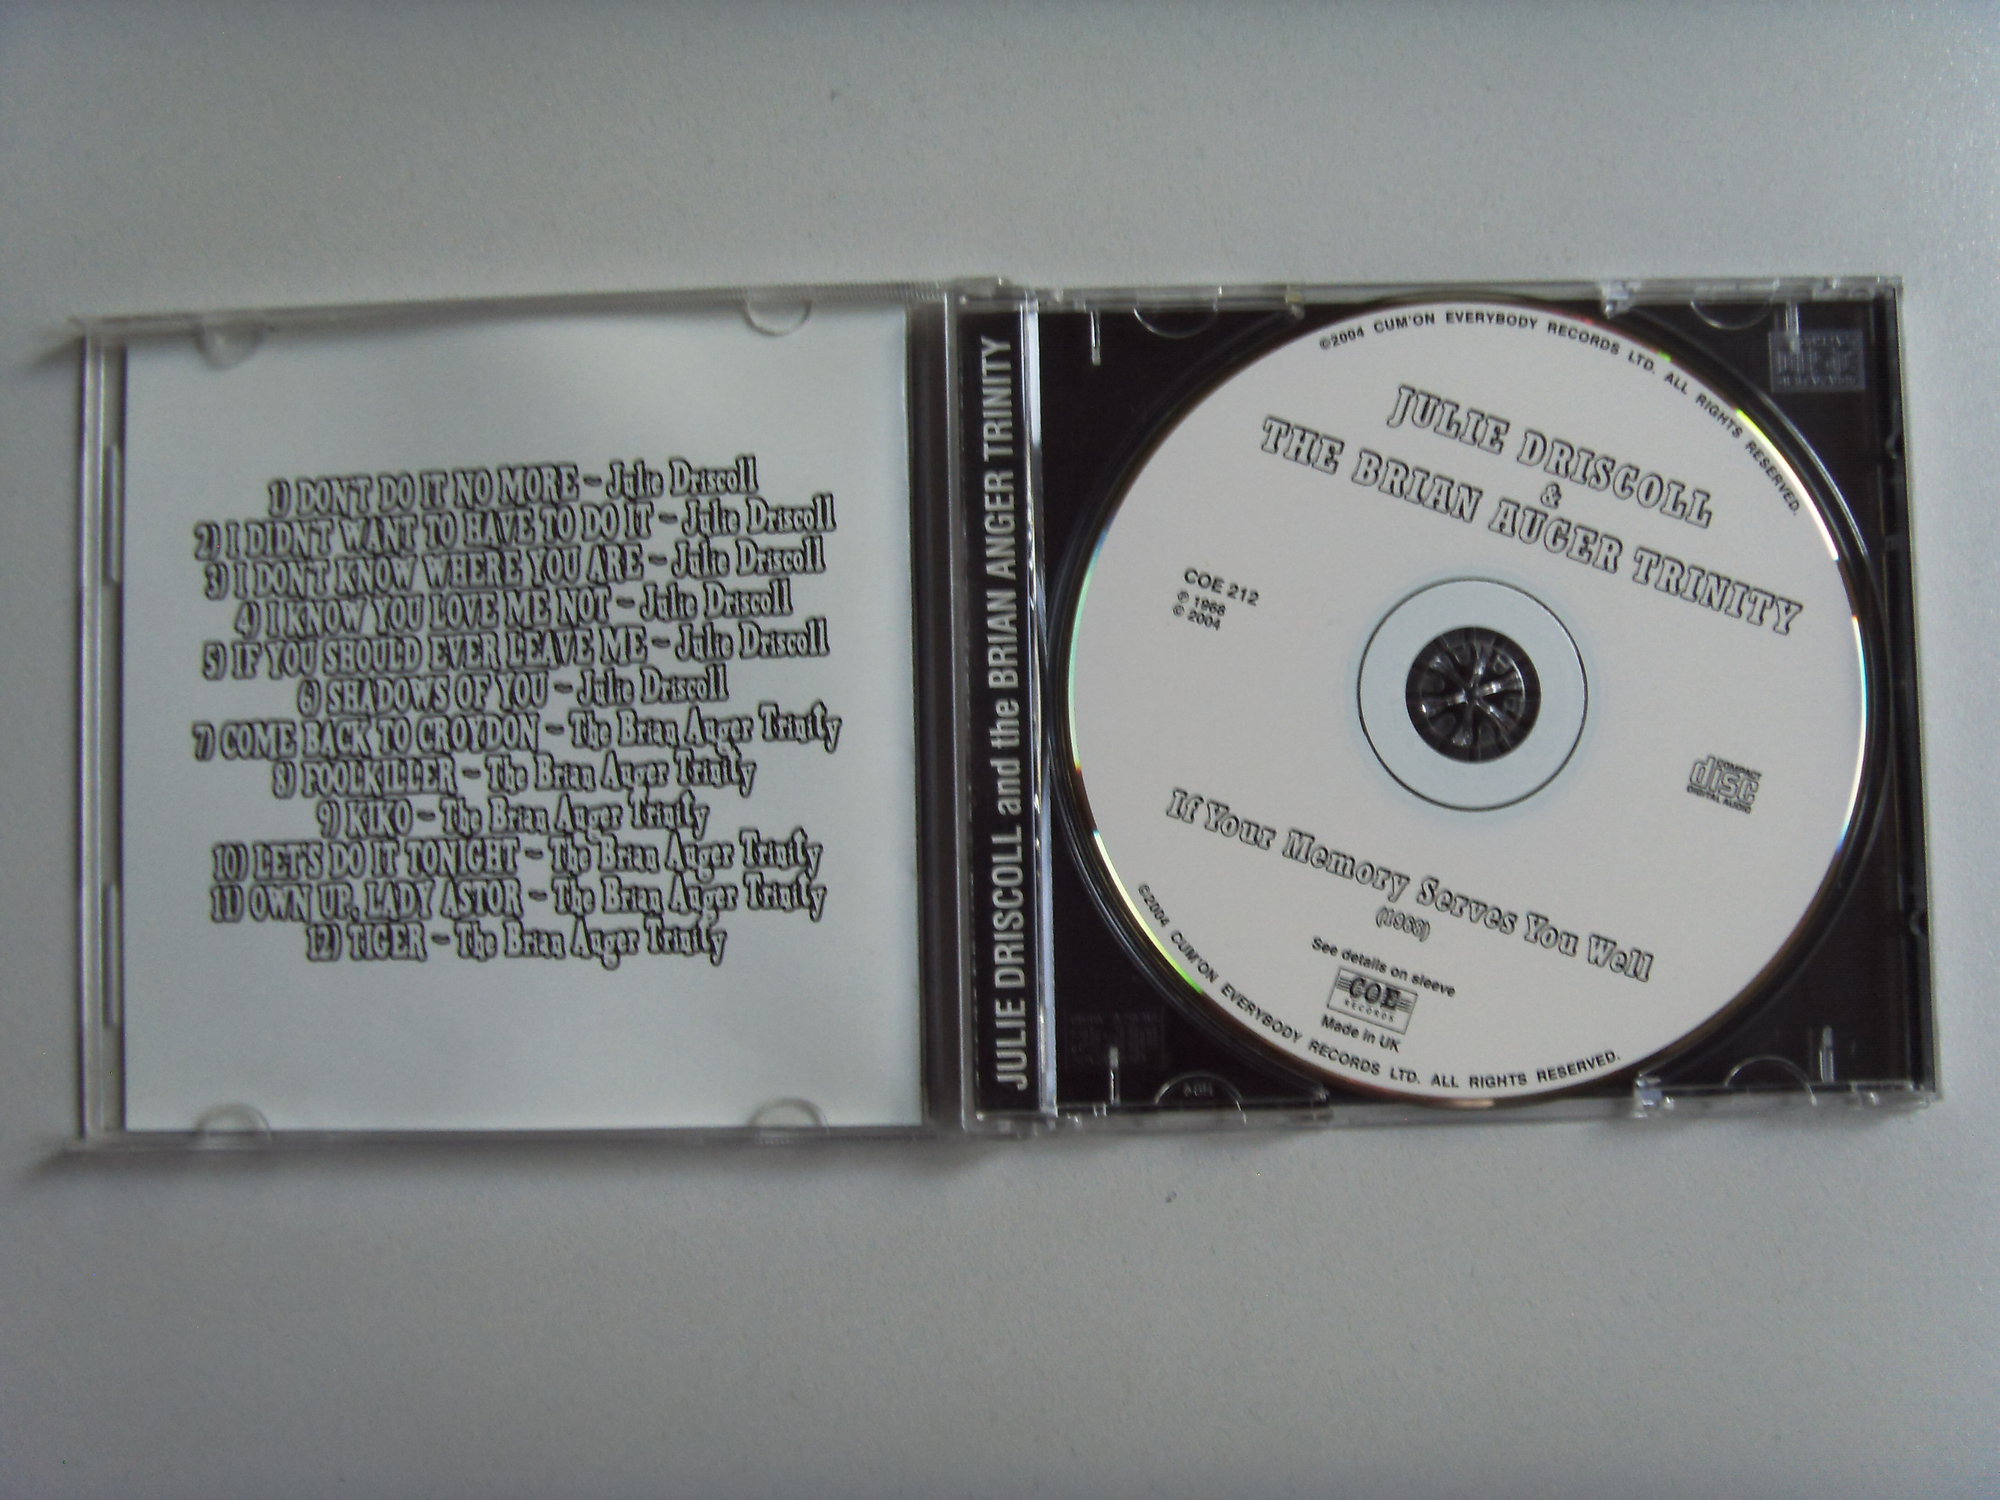 1) DON'T DO IT NO MORE - Julie Driscoll
2) I DIDN'T WANT TO HAVE TO DO IT - Julie Driscoll
3) I DON'T KNOW WHERE YOU ARE - Julie Driscoll
4) I KNOW YOU LOVE ME NOT - Julie Driscoll
5) IF YOU SHOULD EVER LEAVE ME - Julie Driscoll
6) SHADOWS OF YOU - Julie Driscoll
7) COME BACK TO CROYDON - The Brian Auger Trinity
8) FOOLKILLER - The Brian Auger Trinity
9) KIKO - The Brian Auger Trinity
10) LET'S DO IT TONIGHT - The Brian Auger Trinity
11) OWN UP, LADY ASTOR - The Brian Auger Trinity
12) TIGER - The Brian Auger Trinity
JULIE DRISCOLL and the BRIAN ANGER TRINITY
©2004 CUM'ON EVERYBODY RECORDS LTD. ALL RIGHTS RESERVED.
JULIE DRISCOLL
&
THE BRIAN AUGER TRINITY
COE 212
℗ 1968
© 2004
COMPACT
disc
DIGITAL AUDIO
If Your Memory Serves You Well
(1968)
See details on sleeve
COE
RECORDS
Made in UK
©2004 CUM'ON EVERYBODY RECORDS LTD. ALL RIGHTS RESERVED.